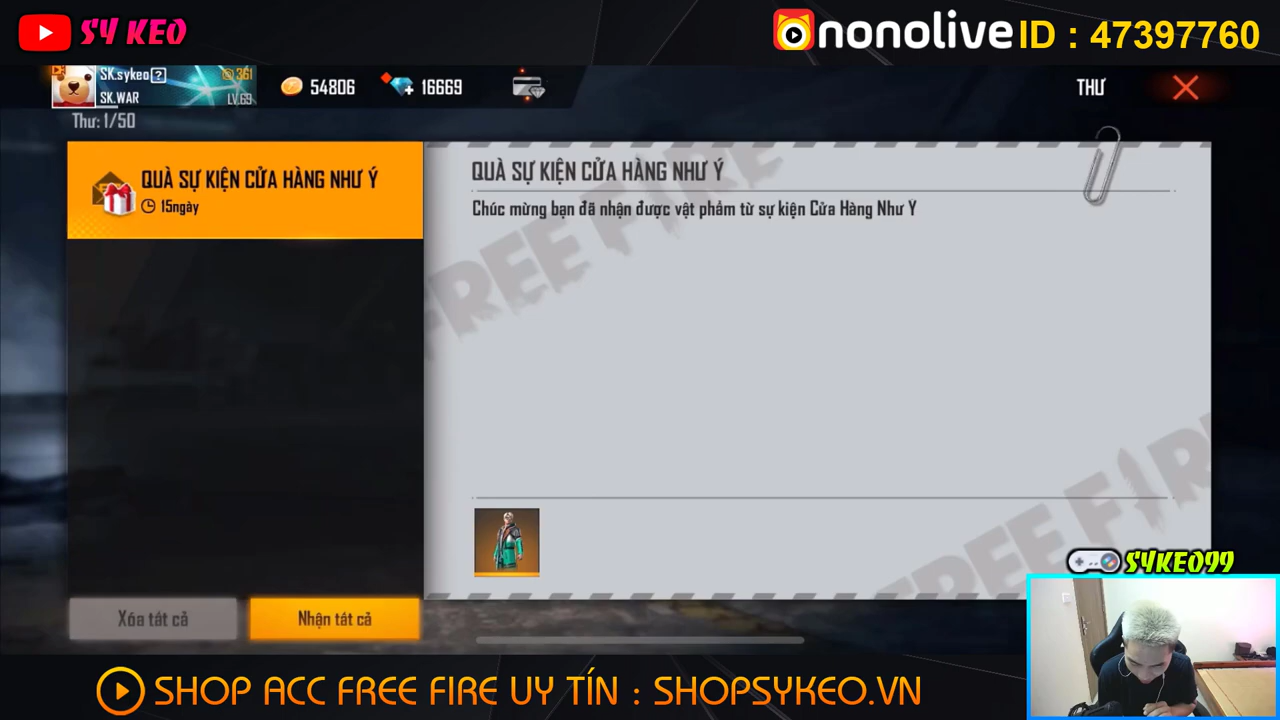 SY KEO
nonolive ID : 47397760
SK.sykeo ? 361
SK.WAR LV.69
54806
16669
THƯ
Thư: 1/50
QUÀ SỰ KIỆN CỬA HÀNG NHƯ Ý
15ngày
QUÀ SỰ KIỆN CỬA HÀNG NHƯ Ý
Chúc mừng bạn đã nhận được vật phẩm từ sự kiện Cửa Hàng Như Ý
FREE FIRE
FREE FIRE
Xóa tất cả
Nhận tất cả
SYKEO99
SHOP ACC FREE FIRE UY TÍN : SHOPSYKEO.VN